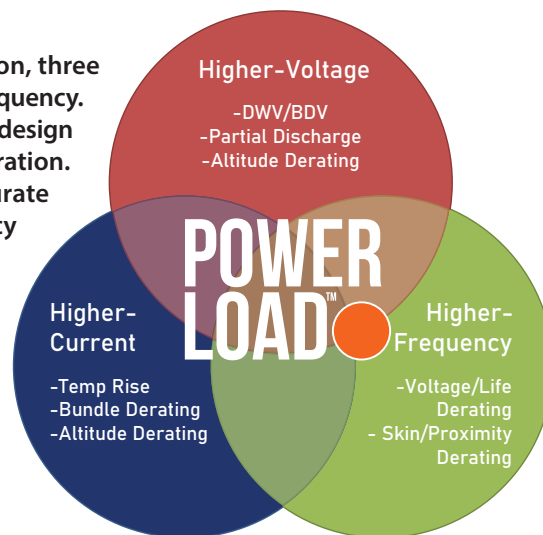 on, three
quency.
design
ration.
urate
ty
Higher-Voltage
-DWV/BDV
-Partial Discharge
-Altitude Derating
POWER
LOAD™
Higher-
Current
-Temp Rise
-Bundle Derating
-Altitude Derating
Higher-
Frequency
-Voltage/Life
Derating
- Skin/Proximity
Derating